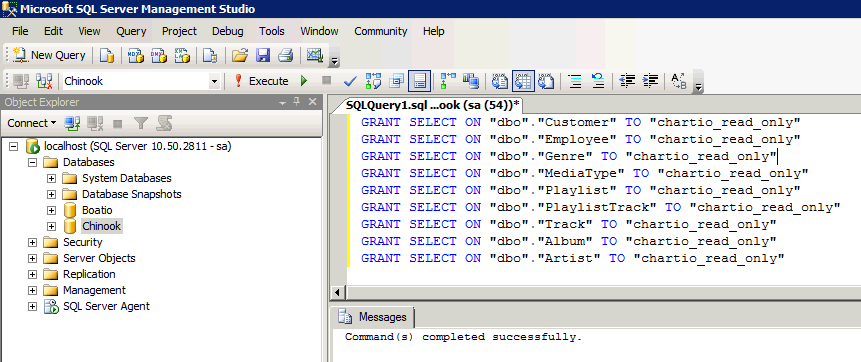 Microsoft SQL Server Management Studio
File Edit View Query Project Debug Tools Window Community Help
New Query
Chinook Execute
Object Explorer
Connect
localhost (SQL Server 10.50.2811 - sa)
Databases
System Databases
Database Snapshots
Boatio
Chinook
Security
Server Objects
Replication
Management
SQL Server Agent
SQLQuery1.sql ...ook (sa (54))*
GRANT SELECT ON "dbo"."Customer" TO "chartio_read_only"
GRANT SELECT ON "dbo"."Employee" TO "chartio_read_only"
GRANT SELECT ON "dbo"."Genre" TO "chartio_read_only"
GRANT SELECT ON "dbo"."MediaType" TO "chartio_read_only"
GRANT SELECT ON "dbo"."Playlist" TO "chartio_read_only"
GRANT SELECT ON "dbo"."PlaylistTrack" TO "chartio_read_only"
GRANT SELECT ON "dbo"."Track" TO "chartio_read_only"
GRANT SELECT ON "dbo"."Album" TO "chartio_read_only"
GRANT SELECT ON "dbo"."Artist" TO "chartio_read_only"
Messages
Command(s) completed successfully.